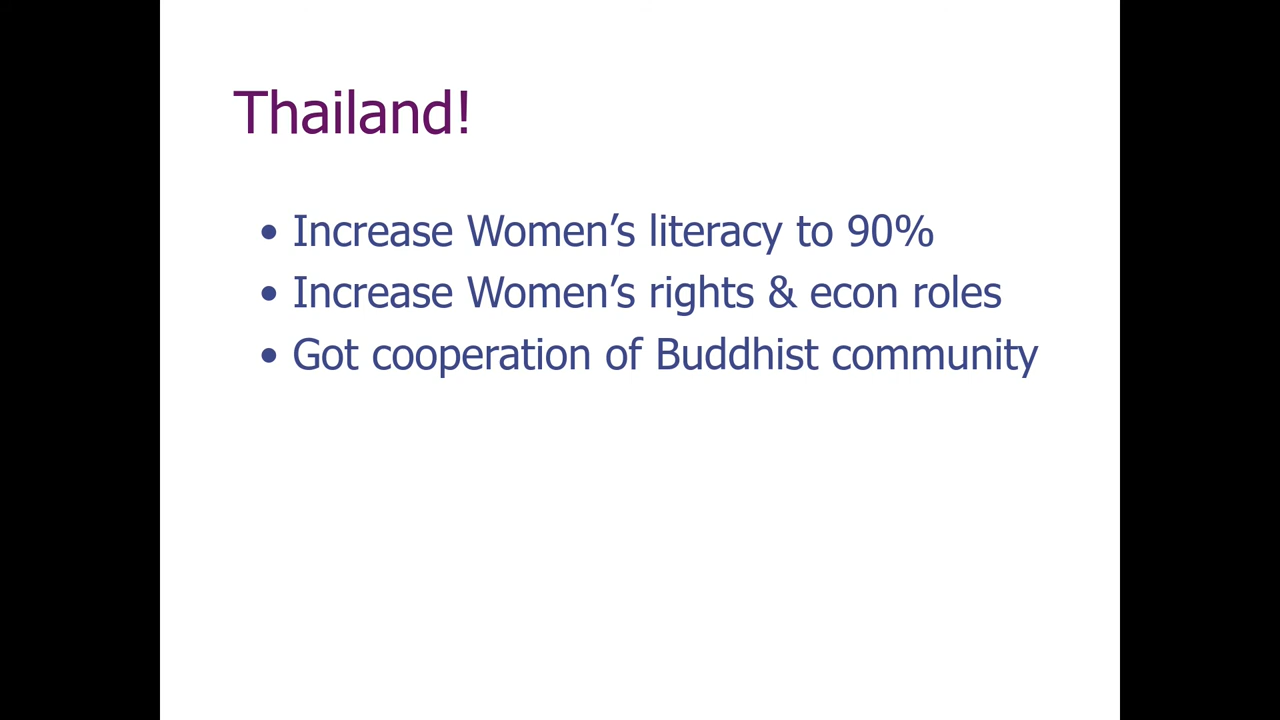 Thailand!
• Increase Women’s literacy to 90%
• Increase Women’s rights & econ roles
• Got cooperation of Buddhist community